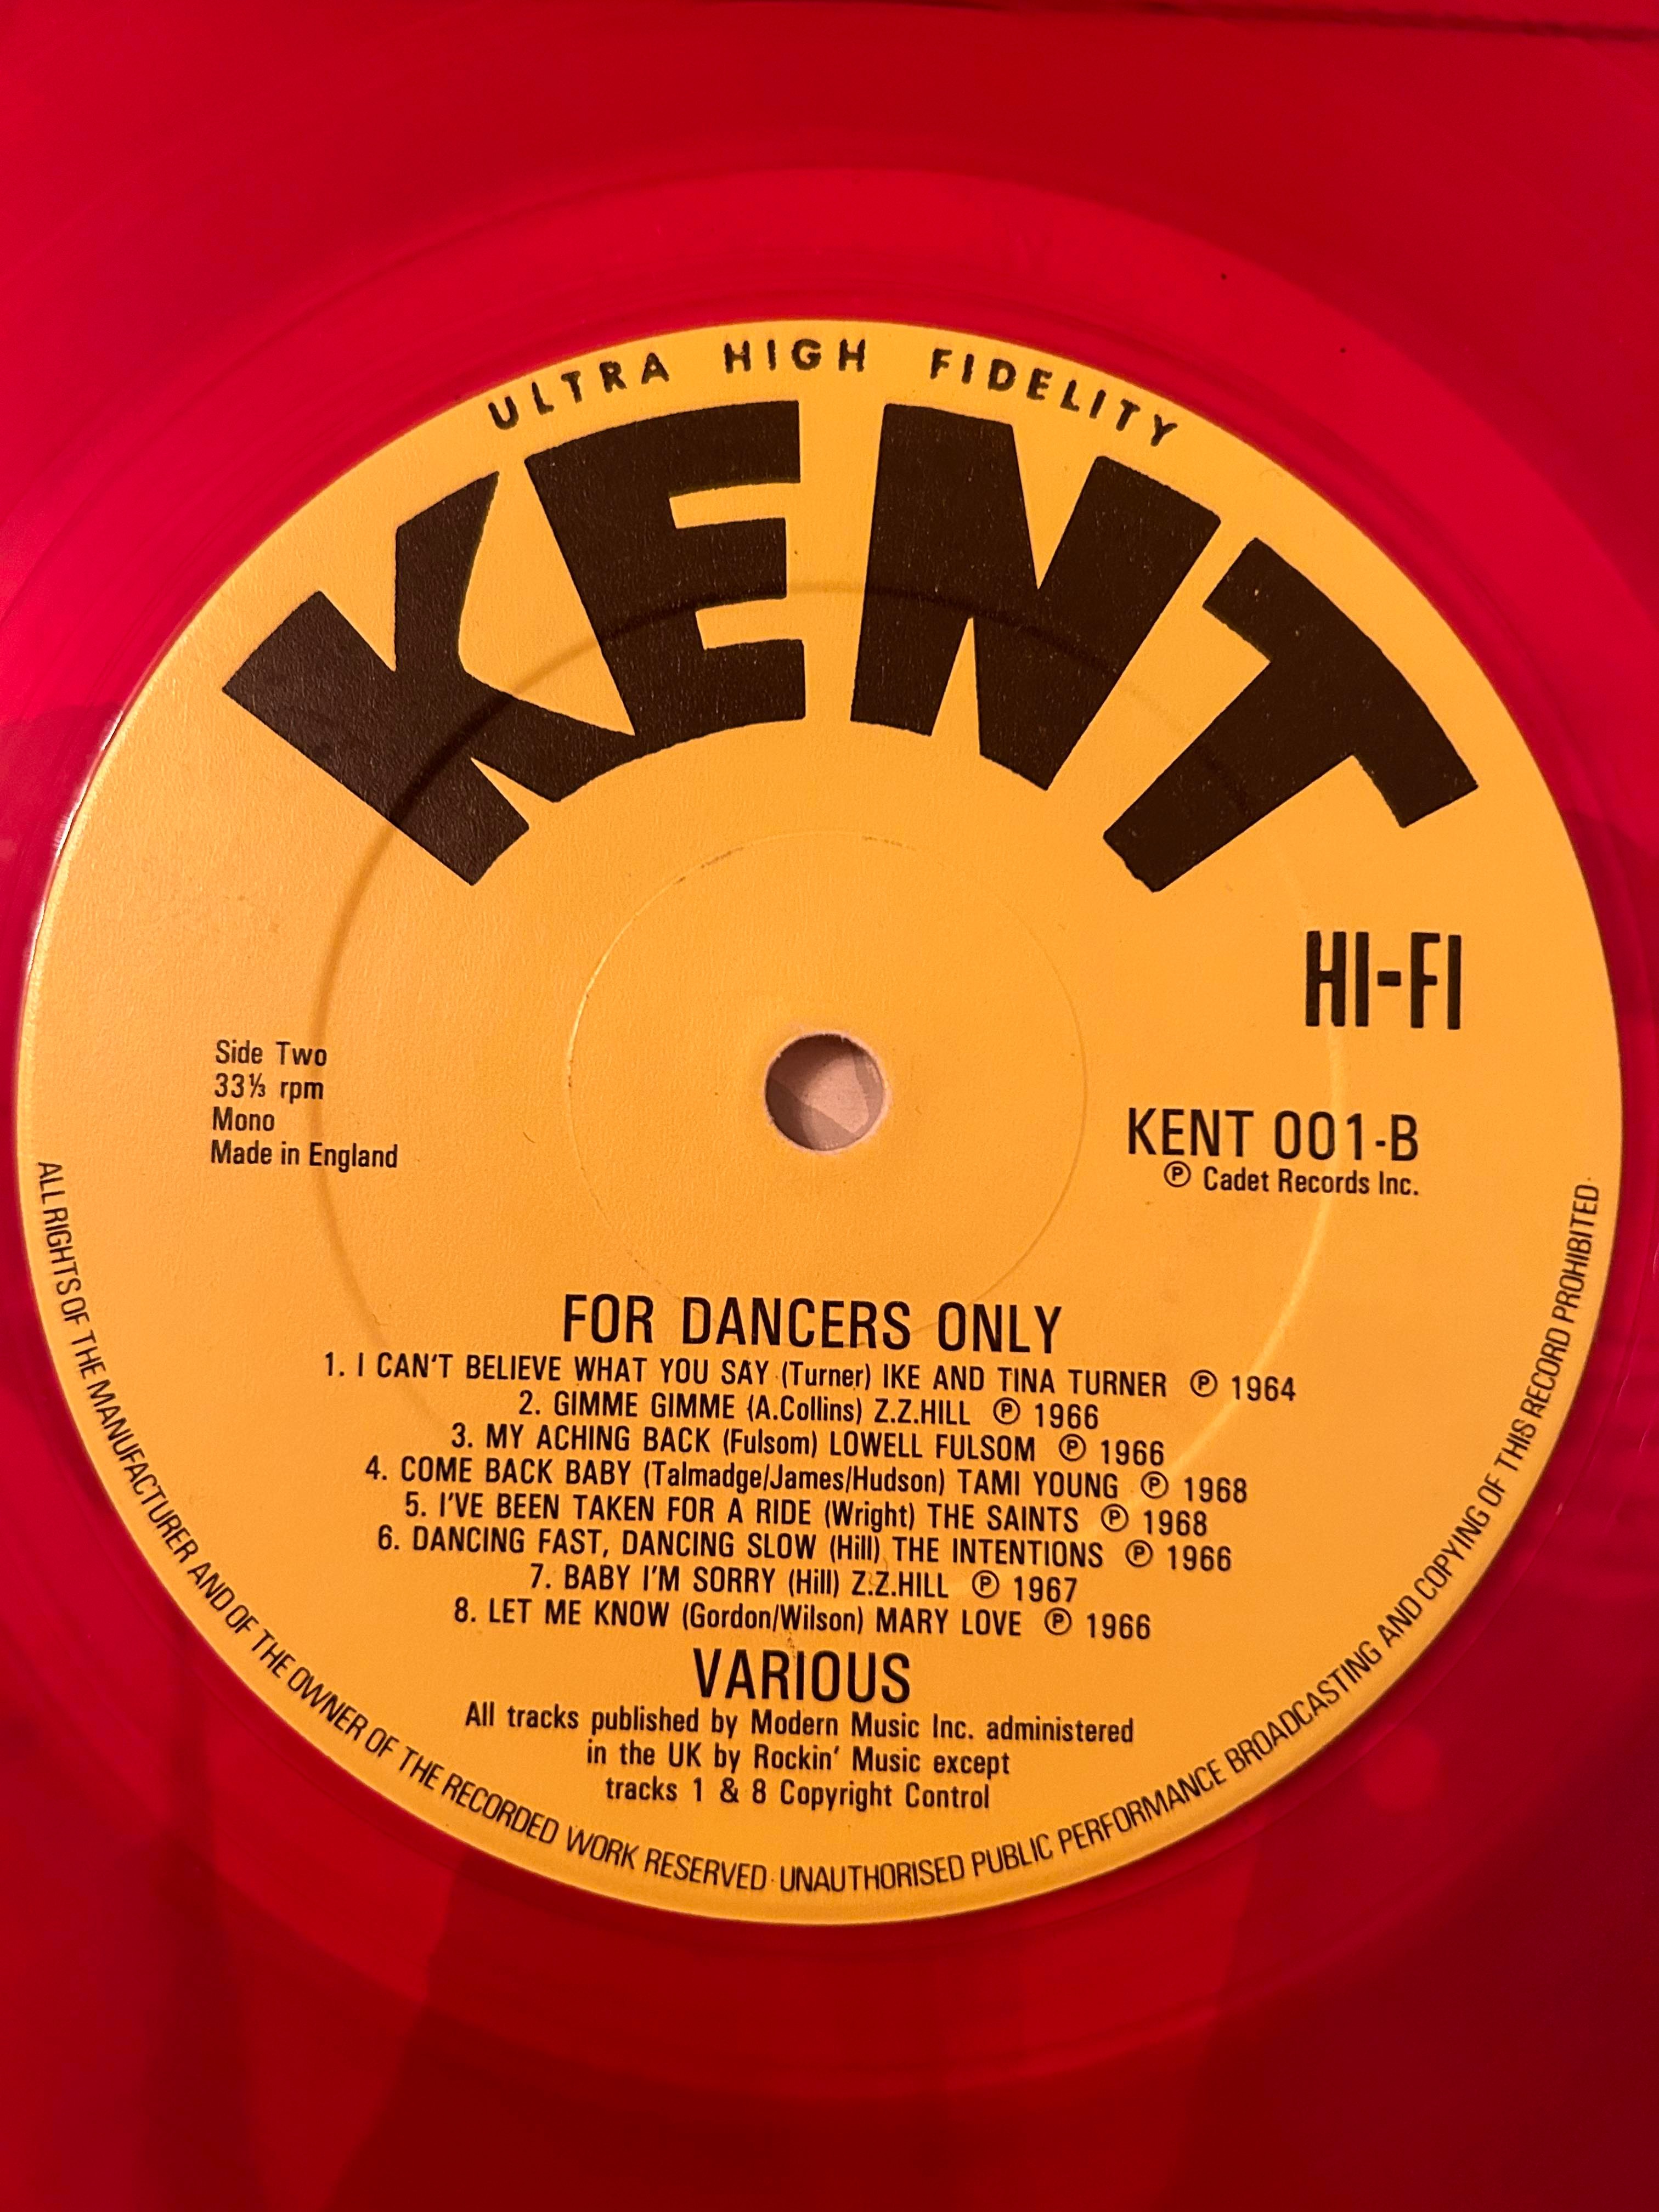 ULTRA HIGH FIDELITY
KENT
HI-FI
Side Two
33⅓ rpm
Mono
Made in England
KENT 001-B
℗ Cadet Records Inc.
FOR DANCERS ONLY
1. I CAN'T BELIEVE WHAT YOU SAY (Turner) IKE AND TINA TURNER ℗ 1964
2. GIMME GIMME (A.Collins) Z.Z.HILL ℗ 1966
3. MY ACHING BACK (Fulsom) LOWELL FULSOM ℗ 1966
4. COME BACK BABY (Talmadge/James/Hudson) TAMI YOUNG ℗ 1968
5. I'VE BEEN TAKEN FOR A RIDE (Wright) THE SAINTS ℗ 1968
6. DANCING FAST, DANCING SLOW (Hill) THE INTENTIONS ℗ 1966
7. BABY I'M SORRY (Hill) Z.Z.HILL ℗ 1967
8. LET ME KNOW (Gordon/Wilson) MARY LOVE ℗ 1966
VARIOUS
All tracks published by Modern Music Inc. administered
in the UK by Rockin' Music except
tracks 1 & 8 Copyright Control
ALL RIGHTS OF THE MANUFACTURER AND OF THE OWNER OF THE RECORDED WORK RESERVED · UNAUTHORISED PUBLIC PERFORMANCE BROADCASTING AND COPYING OF THIS RECORD PROHIBITED ·